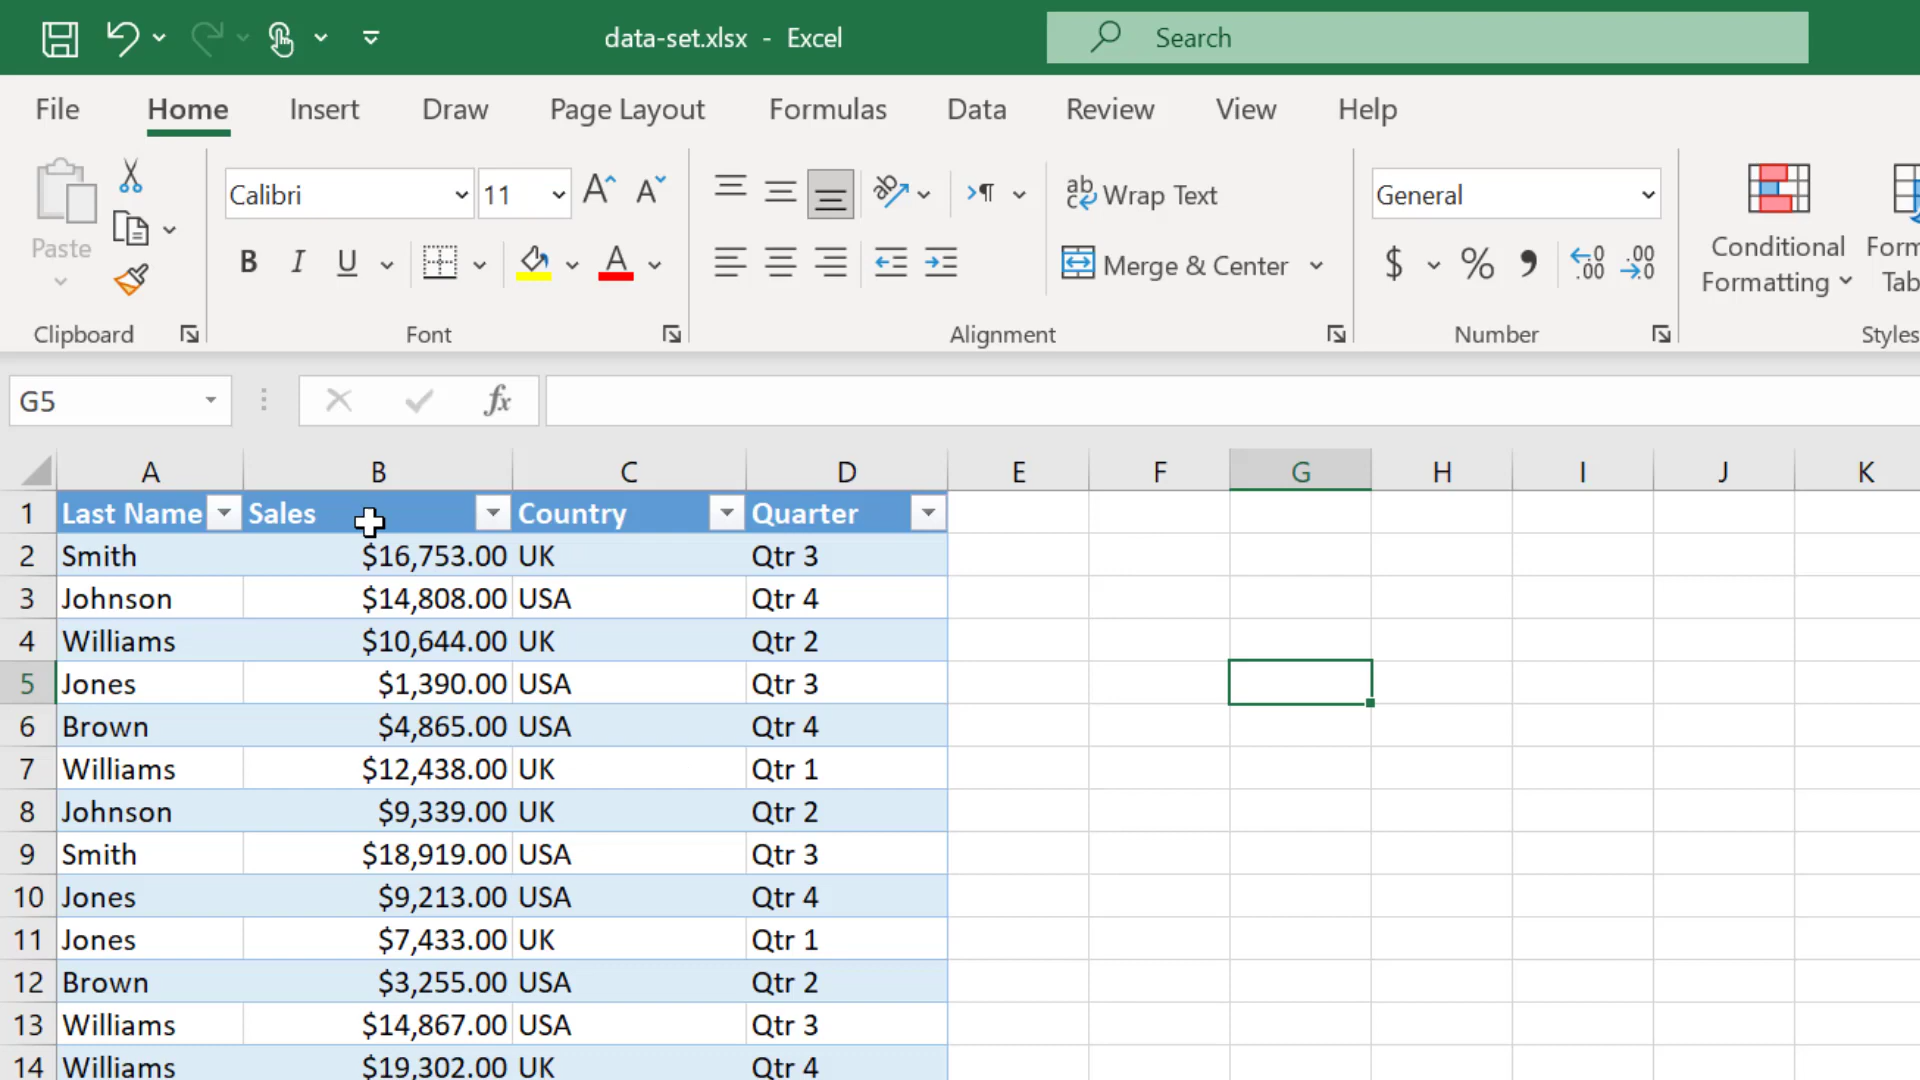 data-set.xlsx - Excel
Search
File Home Insert Draw Page Layout Formulas Data Review View Help
Paste
Calibri 11
Wrap Text
General
B I U
Merge & Center
$ % ,
Conditional Formatting
Clipboard Font Alignment Number Styles
G5
fx
A B C D E F G H I J K
1 Last Name Sales Country Quarter
2 Smith $16,753.00 UK Qtr 3
3 Johnson $14,808.00 USA Qtr 4
4 Williams $10,644.00 UK Qtr 2
5 Jones $1,390.00 USA Qtr 3
6 Brown $4,865.00 USA Qtr 4
7 Williams $12,438.00 UK Qtr 1
8 Johnson $9,339.00 UK Qtr 2
9 Smith $18,919.00 USA Qtr 3
10 Jones $9,213.00 USA Qtr 4
11 Jones $7,433.00 UK Qtr 1
12 Brown $3,255.00 USA Qtr 2
13 Williams $14,867.00 USA Qtr 3
14 Williams $19,302.00 UK Qtr 4